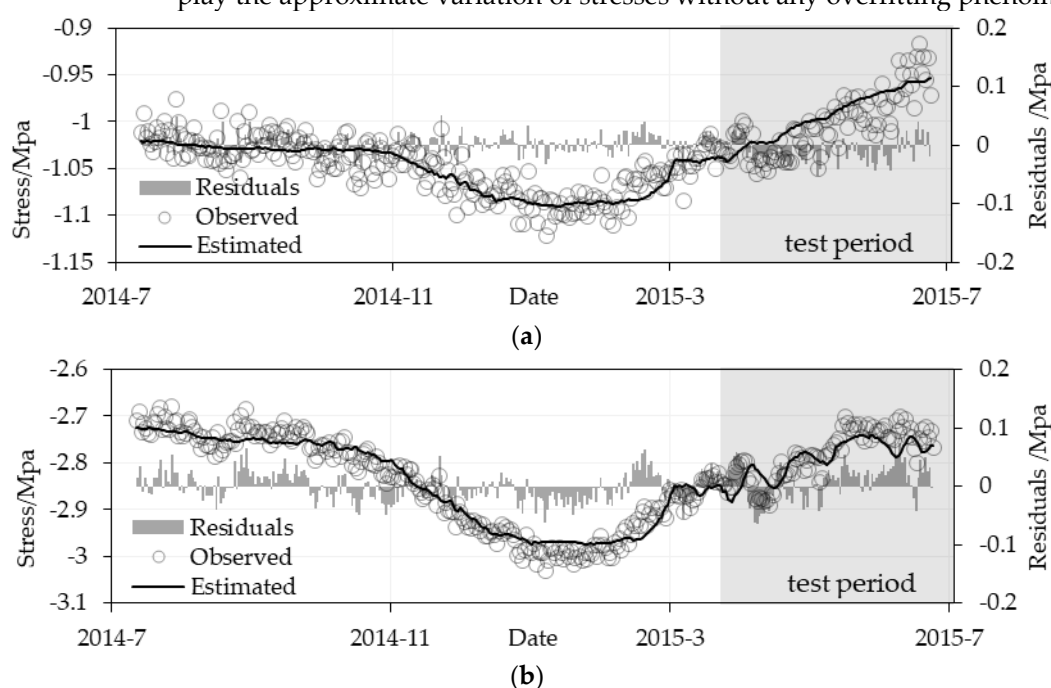 play the approximate variation of stresses without any overfitting
-0.9 0.2
-0.95 0.1
-1 0
-1.05 -0.1
-1.1 -0.2
-1.15
Stress/Mpa
Residuals /Mpa
Residuals
Observed
Estimated
test period
2014-7 2014-11 Date 2015-3 2015-7
(a)
-2.6 0.2
-2.7 0.1
-2.8 0
-2.9 -0.1
-3 -0.2
-3.1
Stress/Mpa
Residuals /Mpa
Residuals
Observed
Estimated
test period
2014-7 2014-11 Date 2015-3 2015-7
(b)